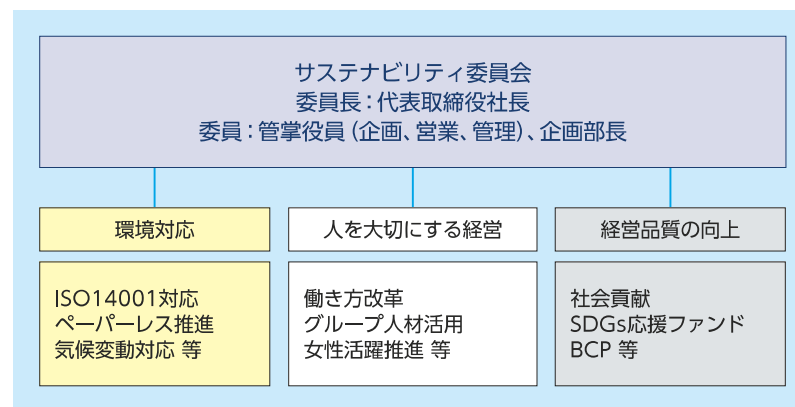 サステナビリティ委員会
委員長：代表取締役社長
委員：管掌役員（企画、営業、管理）、企画部長
環境対応
ISO14001対応
ペーパーレス推進
気候変動対応 等
人を大切にする経営
働き方改革
グループ人材活用
女性活躍推進 等
経営品質の向上
社会貢献
SDGs応援ファンド
BCP 等